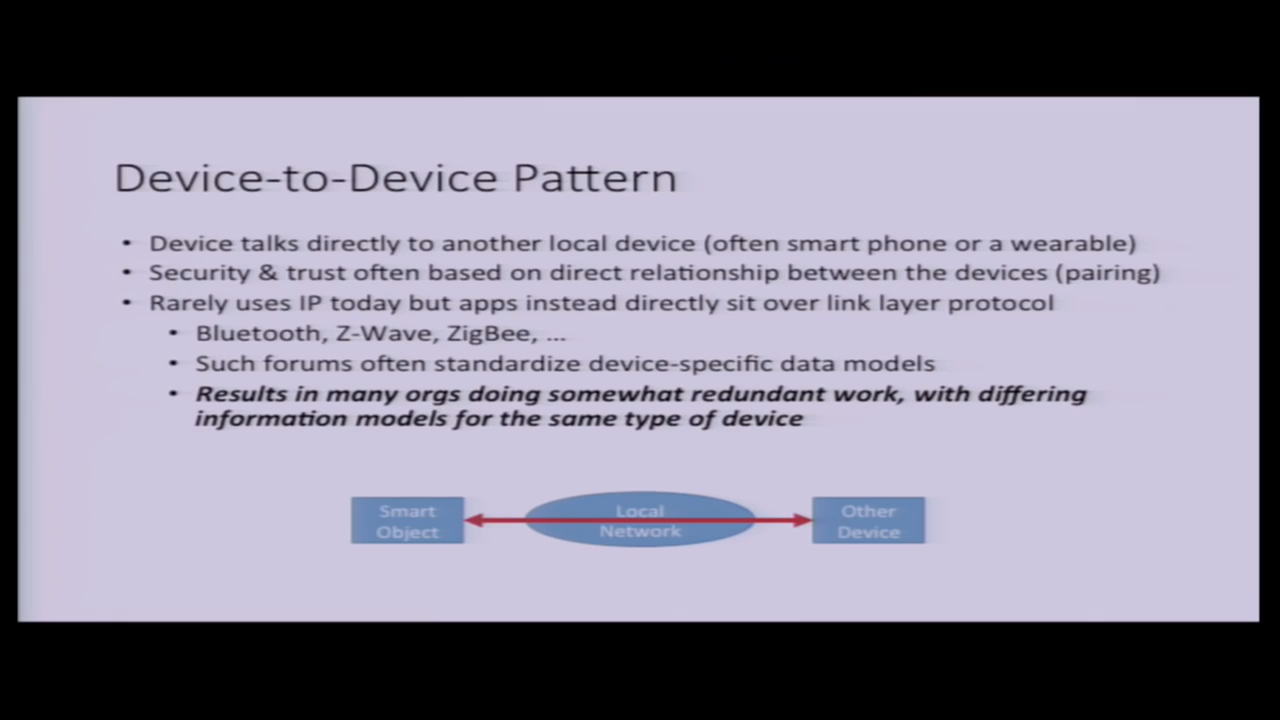 Device-to-Device Pattern
• Device talks directly to another local device (often smart phone or a wearable)
• Security & trust often based on direct relationship between the devices (pairing)
• Rarely uses IP today but apps instead directly sit over link layer protocol
• Bluetooth, Z-Wave, ZigBee, ...
• Such forums often standardize device-specific data models
• Results in many orgs doing somewhat redundant work, with differing
information models for the same type of device
Smart
Object
Local
Network
Other
Device